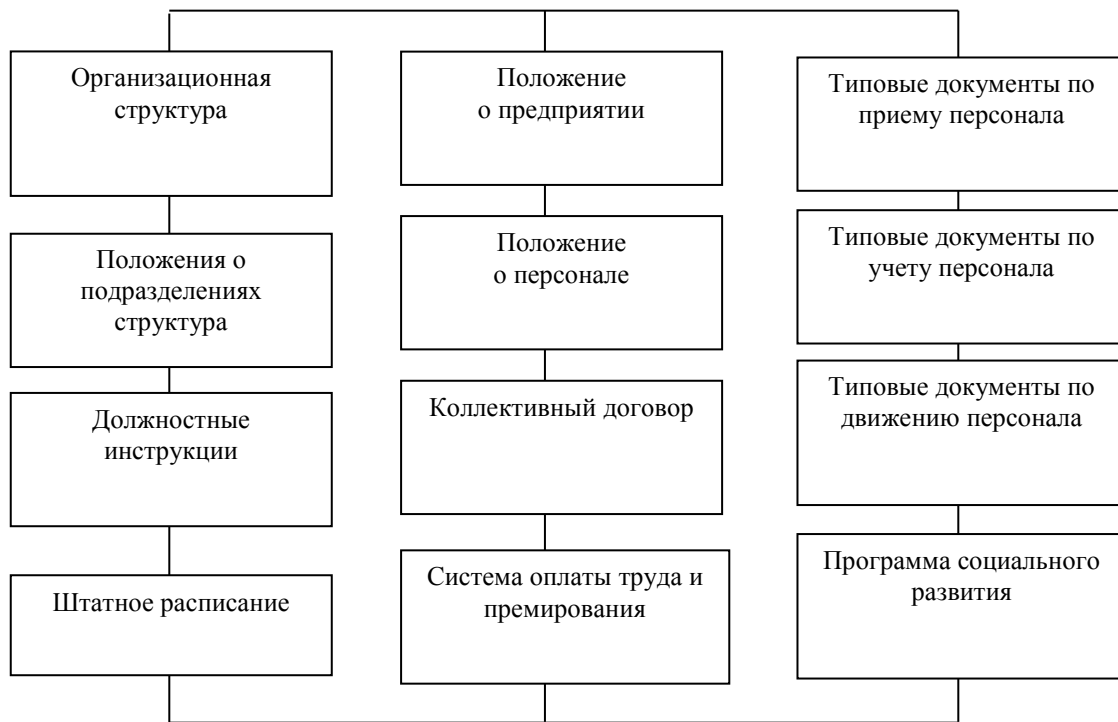 Организационная
структура
Положения о
подразделениях
структура
Должностные
инструкции
Штатное расписание
Положение
о предприятии
Положение
о персонале
Коллективный договор
Система оплаты труда и
премирования
Типовые документы по
приему персонала
Типовые документы по
учету персонала
Типовые документы по
движению персонала
Программа социального
развития